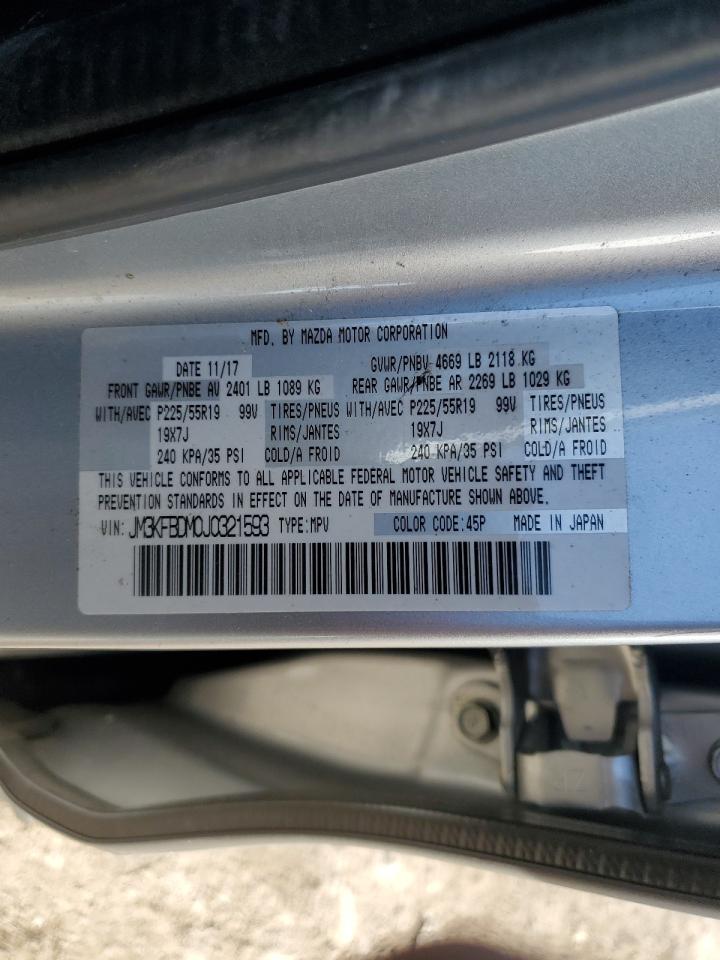 MFD. BY MAZDA MOTOR CORPORATION
DATE 11/17 GVWR/PNBV 4669 LB 2118 KG
FRONT GAWR/PNBE AV 2401 LB 1089 KG REAR GAWR/PNBE AR 2269 LB 1029 KG
WITH/AVEC P225/55R19 99V TIRES/PNEUS WITH/AVEC P225/55R19 99V TIRES/PNEUS
19X7J RIMS/JANTES 19X7J RIMS/JANTES
240 KPA/35 PSI COLD/A FROID 240 KPA/35 PSI COLD/A FROID
THIS VEHICLE CONFORMS TO ALL APPLICABLE FEDERAL MOTOR VEHICLE SAFETY AND THEFT
PREVENTION STANDARDS IN EFFECT ON THE DATE OF MANUFACTURE SHOWN ABOVE.
VIN: JM3KFBDM0J0321593 TYPE:MPV COLOR CODE:45P MADE IN JAPAN